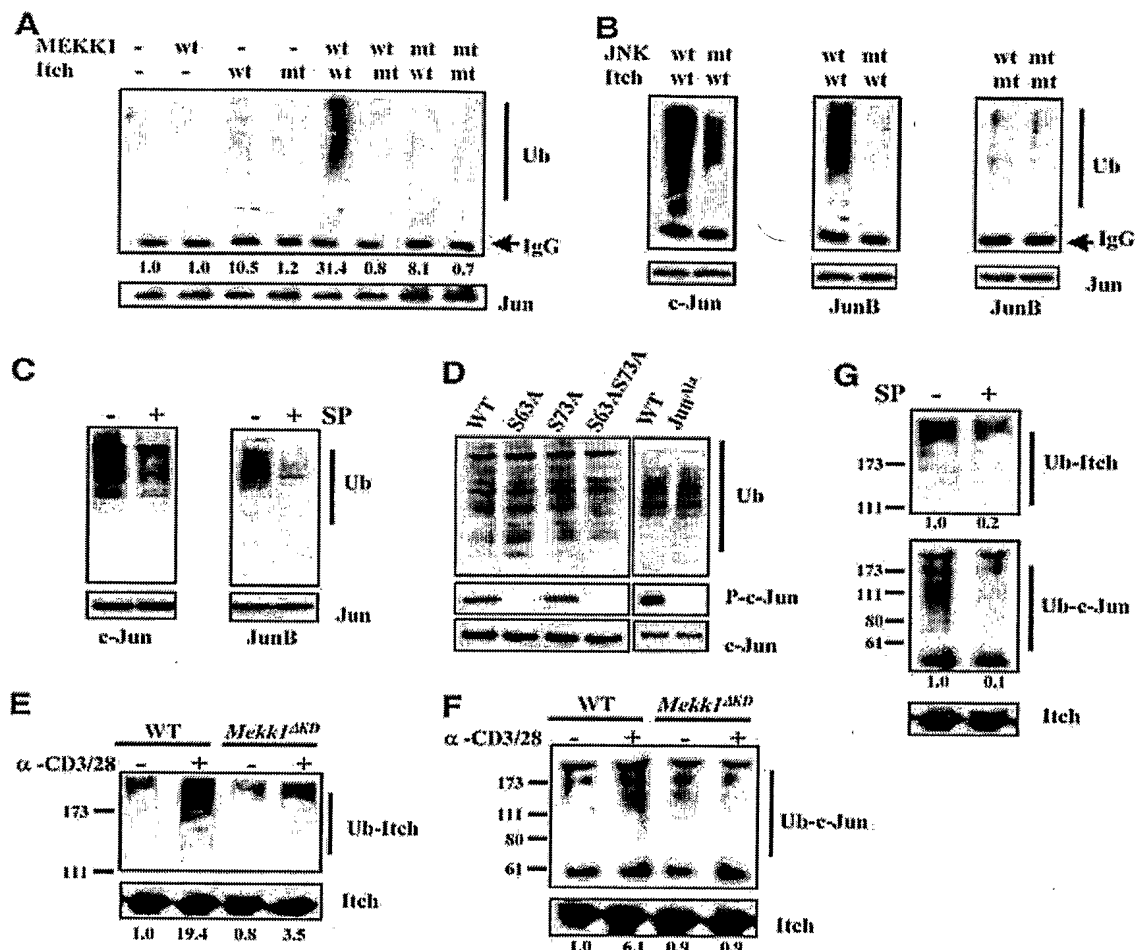 A
MEKK1 - wt - - wt wt mt mt
Itch - - wt mt wt mt wt mt
Ub
IgG
1.0 1.0 10.5 1.2 31.4 0.8 8.1 0.7
Jun
B
JNK wt mt wt mt wt mt
Itch wt wt wt wt mt mt
Ub
IgG
Jun
c-Jun JunB JunB
C
- + - + SP
Ub
Jun
c-Jun JunB
D
WT S63A S73A S63AS73A WT Jun^Ala
Ub
P-c-Jun
c-Jun
G
SP - +
173
111
Ub-Itch
1.0 0.2
173
111
80
61
Ub-c-Jun
1.0 0.1
Itch
E
WT Mekk1^ΔKD
α -CD3/28 - + - +
173
111
Ub-Itch
Itch
1.0 19.4 0.8 3.5
F
WT Mekk1^ΔKD
α -CD3/28 - + - +
173
111
80
61
Ub-c-Jun
Itch
1.0 6.1 0.9 0.9